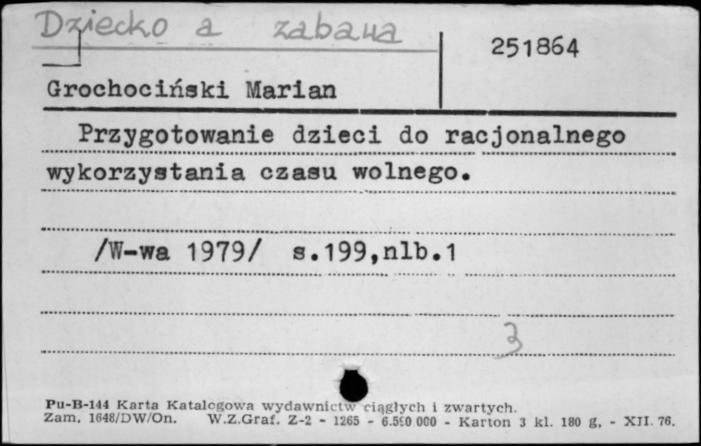 Dziecko a zabawa
251864
Grochociński Marian
Przygotowanie dzieci do racjonalnego
wykorzystania czasu wolnego.
/W-wa 1979/ s.199,nlb.1
3
Pu-B-144 Karta Katalogowa wydawnictw ciągłych i zwartych.
Zam. 1648/DW/On. W.Z.Graf. Z-2 - 1265 - 6.550 000 - Karton 3 kl. 180 g, - XII. 76.